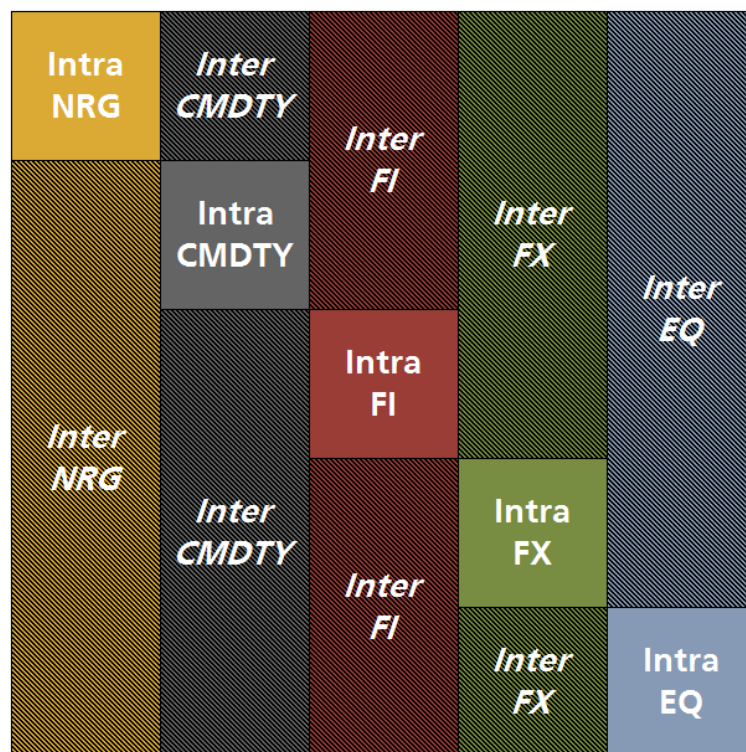 Intra
NRG
Inter
CMDTY
Inter
FI
Inter
FX
Inter
EQ
Intra
CMDTY
Intra
FI
Inter
NRG
Inter
CMDTY
Intra
FX
Inter
FI
Inter
FX
Intra
EQ